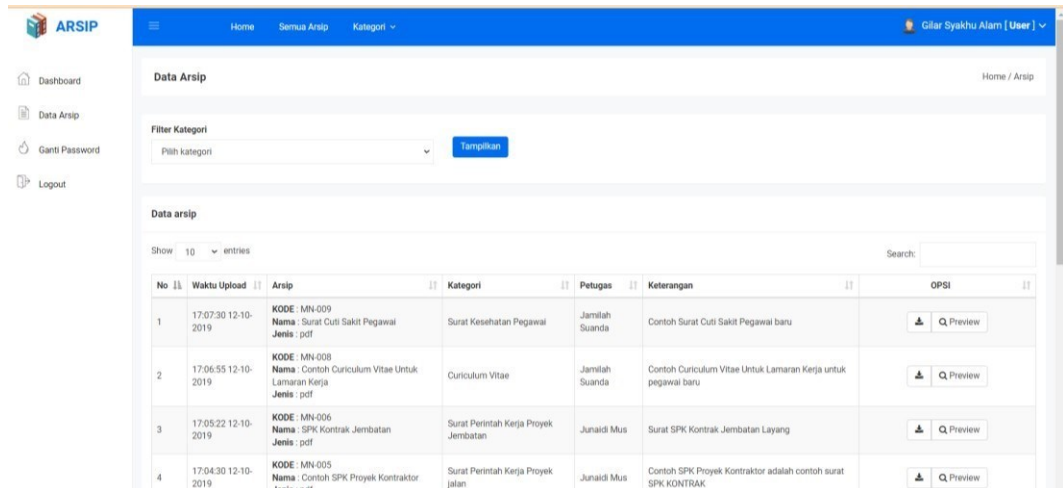 ARSIP
Home Semua Arsip Kategori
Gilar Syakhu Alam [ User ]
Dashboard
Data Arsip
Ganti Password
Logout
Data Arsip
Home / Arsip
Filter Kategori
Pilih kategori
Tampilkan
Data arsip
Show 10 entries
Search:
No Waktu Upload Arsip Kategori Petugas Keterangan OPSI
1
17:07:30 12-10-
2019
KODE : MN-009
Nama : Surat Cuti Sakit Pegawai
Jenis : pdf
Surat Kesehatan Pegawai
Jamilah
Suanda
Contoh Surat Cuti Sakit Pegawai baru
Preview
2
17:06:55 12-10-
2019
KODE : MN-008
Nama : Contoh Curiculum Vitae Untuk
Lamaran Kerja
Jenis : pdf
Curiculum Vitae
Jamilah
Suanda
Contoh Curiculum Vitae Untuk Lamaran Kerja untuk
pegawai baru
Preview
3
17:05:22 12-10-
2019
KODE : MN-006
Nama : SPK Kontrak Jembatan
Jenis : pdf
Surat Perintah Kerja Proyek
Jembatan
Junaidi Mus
Surat SPK Kontrak Jembatan Layang
Preview
4
17:04:30 12-10-
2019
KODE : MN-005
Nama : Contoh SPK Proyek Kontraktor
Surat Perintah Kerja Proyek
jalan
Junaidi Mus
Contoh SPK Proyek Kontraktor adalah contoh surat
SPK KONTRAK
Preview